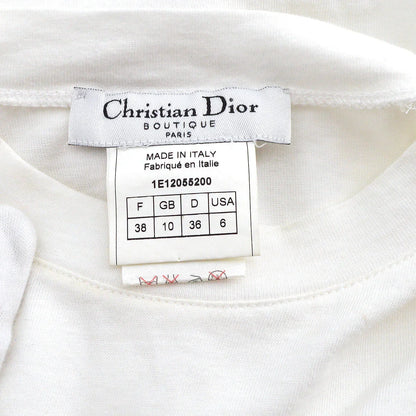 Christian Dior
BOUTIQUE
PARIS
MADE IN ITALY
Fabriqué en Italie
1E12055200
F GB D USA
38 10 36 6